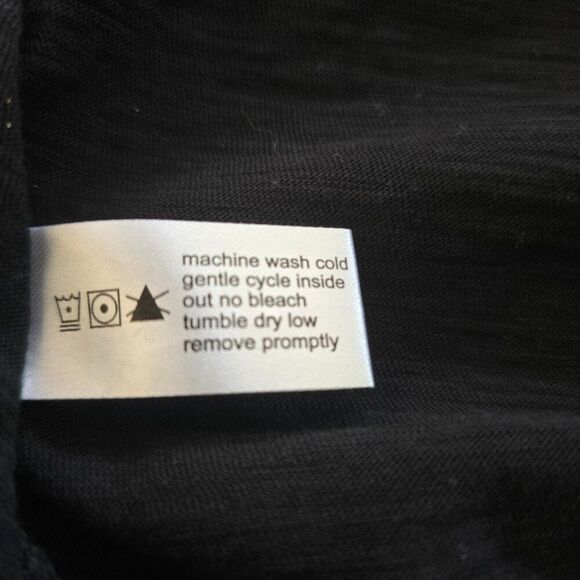 machine wash cold
gentle cycle inside
out no bleach
tumble dry low
remove promptly